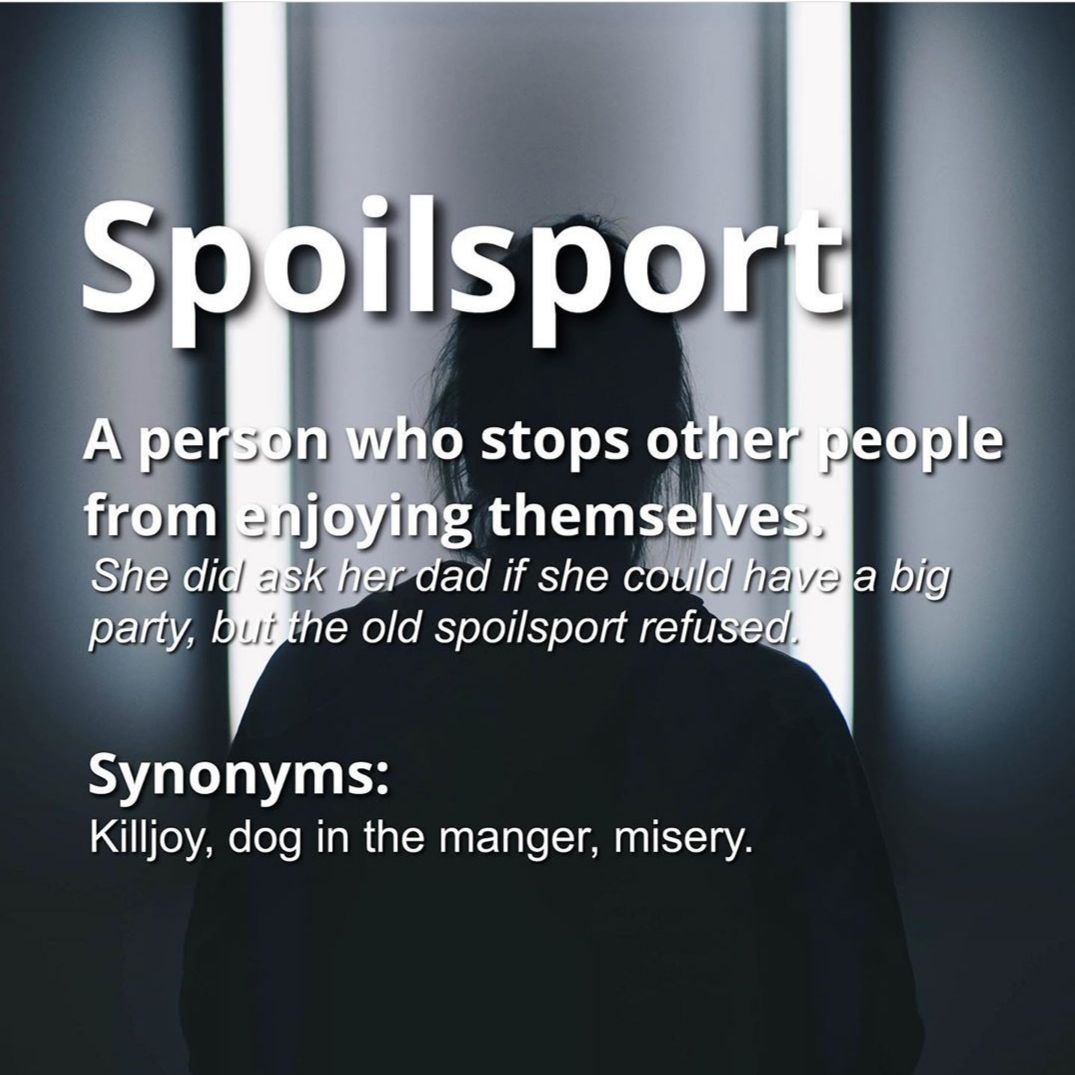 Spoilsport
A person who stops other people
from enjoying themselves.
She did ask her dad if she could have a big
party, but the old spoilsport refused.
Synonyms:
Killjoy, dog in the manger, misery.